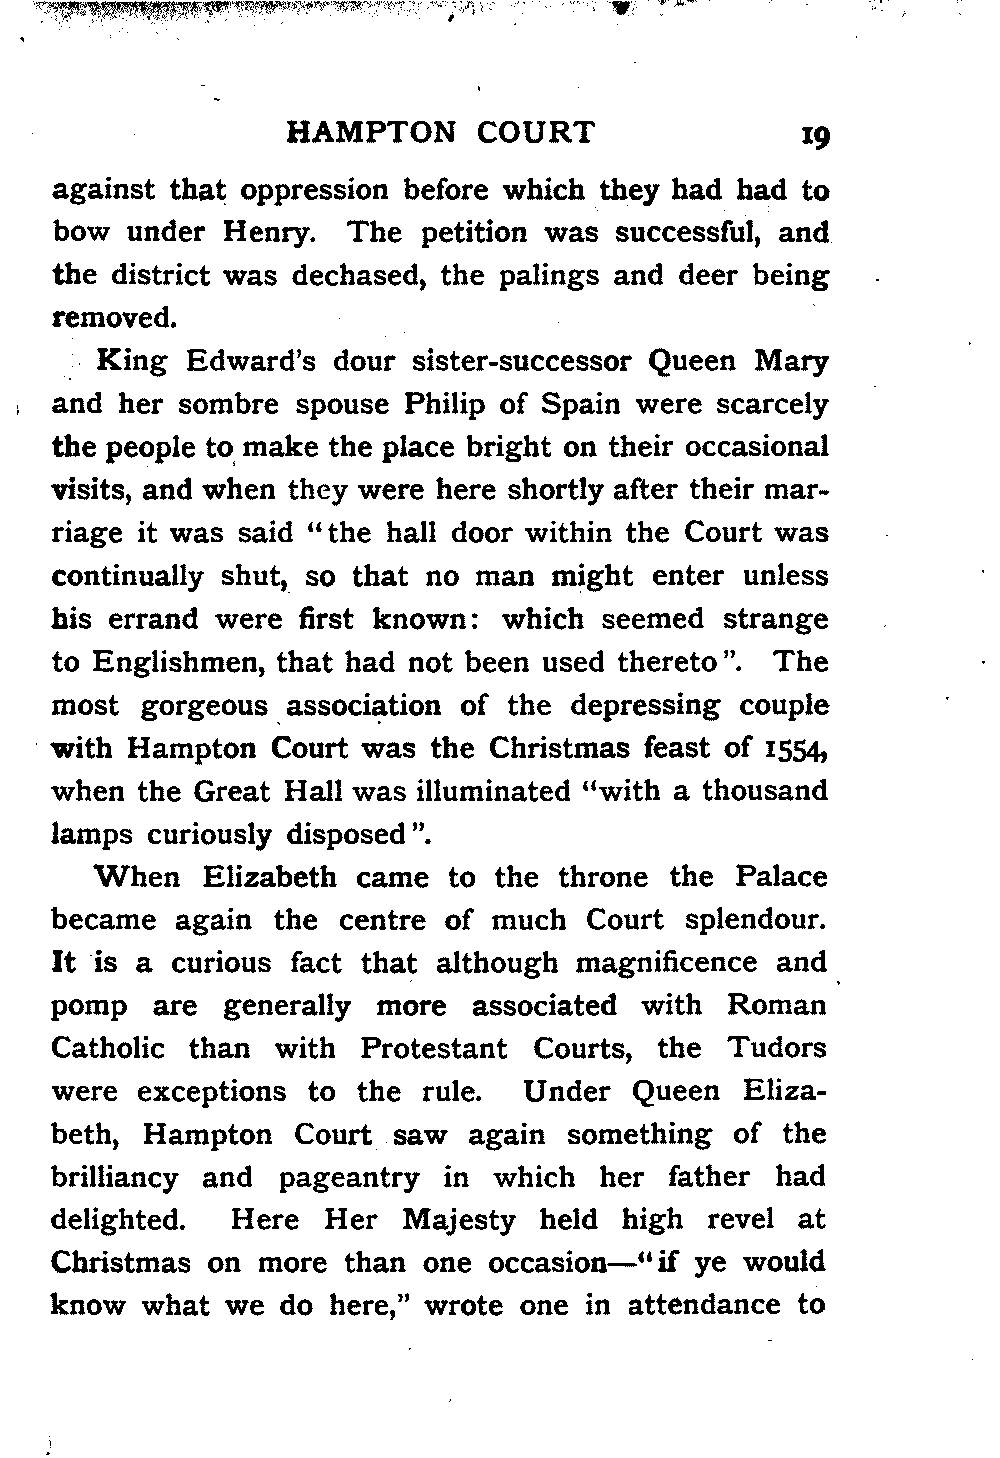 HAMPTON COURT 19
against that oppression before which they had had to
bow under Henry. The petition was successful, and
the district was dechased, the palings and deer being
removed.
King Edward's dour sister-successor Queen Mary
and her sombre spouse Philip of Spain were scarcely
the people to make the place bright on their occasional
visits, and when they were here shortly after their mar-
riage it was said "the hall door within the Court was
continually shut, so that no man might enter unless
his errand were first known: which seemed strange
to Englishmen, that had not been used thereto". The
most gorgeous association of the depressing couple
with Hampton Court was the Christmas feast of 1554,
when the Great Hall was illuminated "with a thousand
lamps curiously disposed".
When Elizabeth came to the throne the Palace
became again the centre of much Court splendour.
It is a curious fact that although magnificence and
pomp are generally more associated with Roman
Catholic than with Protestant Courts, the Tudors
were exceptions to the rule. Under Queen Eliza-
beth, Hampton Court saw again something of the
brilliancy and pageantry in which her father had
delighted. Here Her Majesty held high revel at
Christmas on more than one occasion—"if ye would
know what we do here," wrote one in attendance to